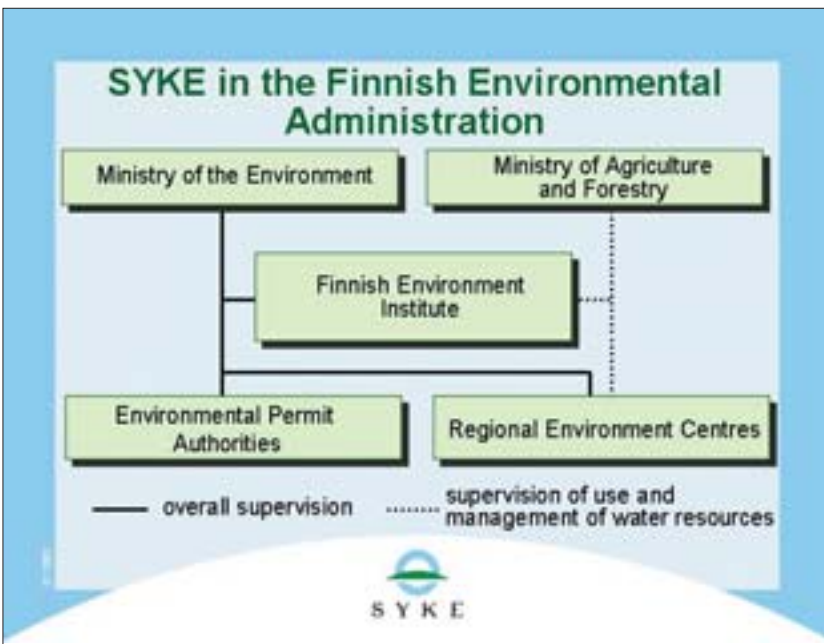 SYKE in the Finnish Environmental
Administration
Ministry of the Environment
Ministry of Agriculture
and Forestry
Finnish Environment
Institute
Environmental Permit
Authorities
Regional Environment Centres
overall supervision
supervision of use and
management of water resources
SYKE